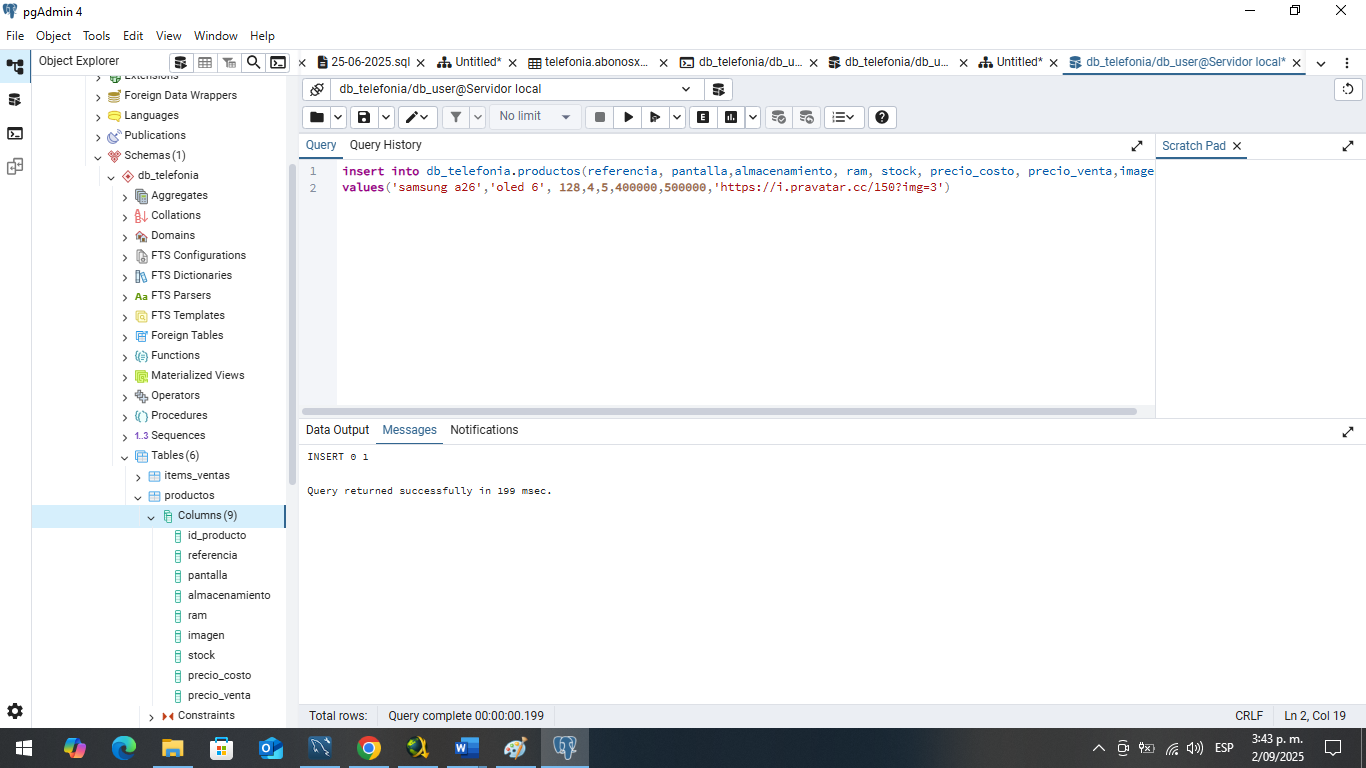 pgAdmin 4
File Object Tools Edit View Window Help
Object Explorer
25-06-2025.sql
Untitled*
telefonia.abonosx...
db_telefonia/db_u...
db_telefonia/db_u...
Untitled*
db_telefonia/db_user@Servidor local*
Extensions
Foreign Data Wrappers
Languages
Publications
Schemas (1)
db_telefonia
Aggregates
Collations
Domains
FTS Configurations
FTS Dictionaries
Aa FTS Parsers
FTS Templates
Foreign Tables
Functions
Materialized Views
Operators
Procedures
1..3 Sequences
Tables (6)
items_ventas
productos
Columns (9)
id_producto
referencia
pantalla
almacenamiento
ram
imagen
stock
precio_costo
precio_venta
Constraints
db_telefonia/db_user@Servidor local
No limit
E
Query Query History
Scratch Pad
1 insert into db_telefonia.productos(referencia, pantalla,almacenamiento, ram, stock, precio_costo, precio_venta,image
2 values('samsung a26','oled 6', 128,4,5,400000,500000,'https://i.pravatar.cc/150?img=3')
Data Output Messages Notifications
INSERT 0 1
Query returned successfully in 199 msec.
Total rows: Query complete 00:00:00.199
CRLF Ln 2, Col 19
ESP
3:43 p. m.
2/09/2025